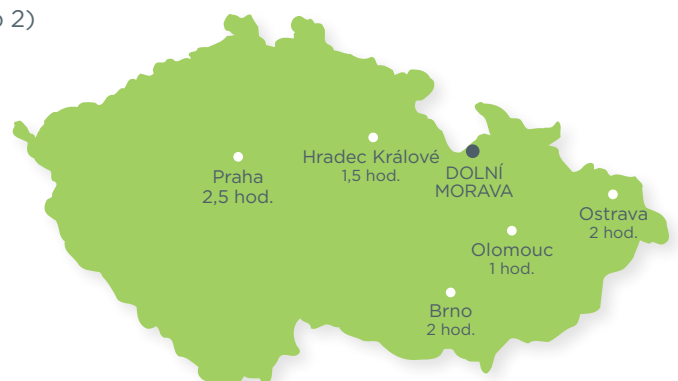 2)
Praha
2,5 hod.
Hradec Králové
1,5 hod.
DOLNÍ
MORAVA
Ostrava
2 hod.
Olomouc
1 hod.
Brno
2 hod.